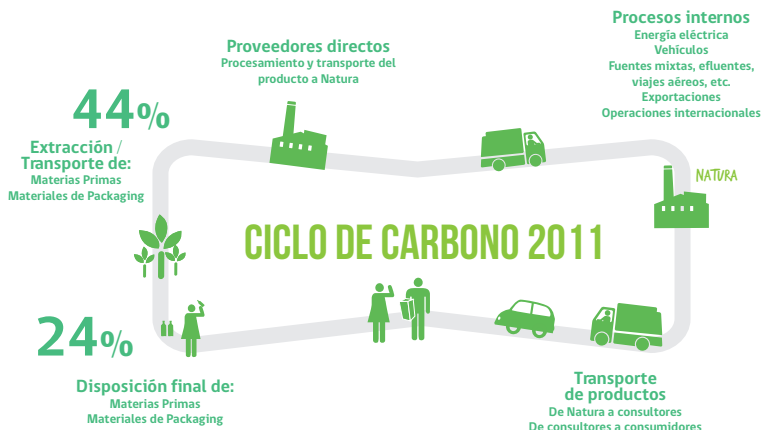 Procesos internos
Energía eléctrica
Vehículos
Fuentes mixtas, efluentes,
viajes aéreos, etc.
Exportaciones
Operaciones internacionales
Proveedores directos
Procesamiento y transporte del
producto a Natura
44%
Extracción /
Transporte de:
Materias Primas
Materiales de Packaging
NATURA
CICLO DE CARBONO 2011
24%
Disposición final de:
Materias Primas
Materiales de Packaging
Transporte
de productos
De Natura a consultores
De consultores a consumidores